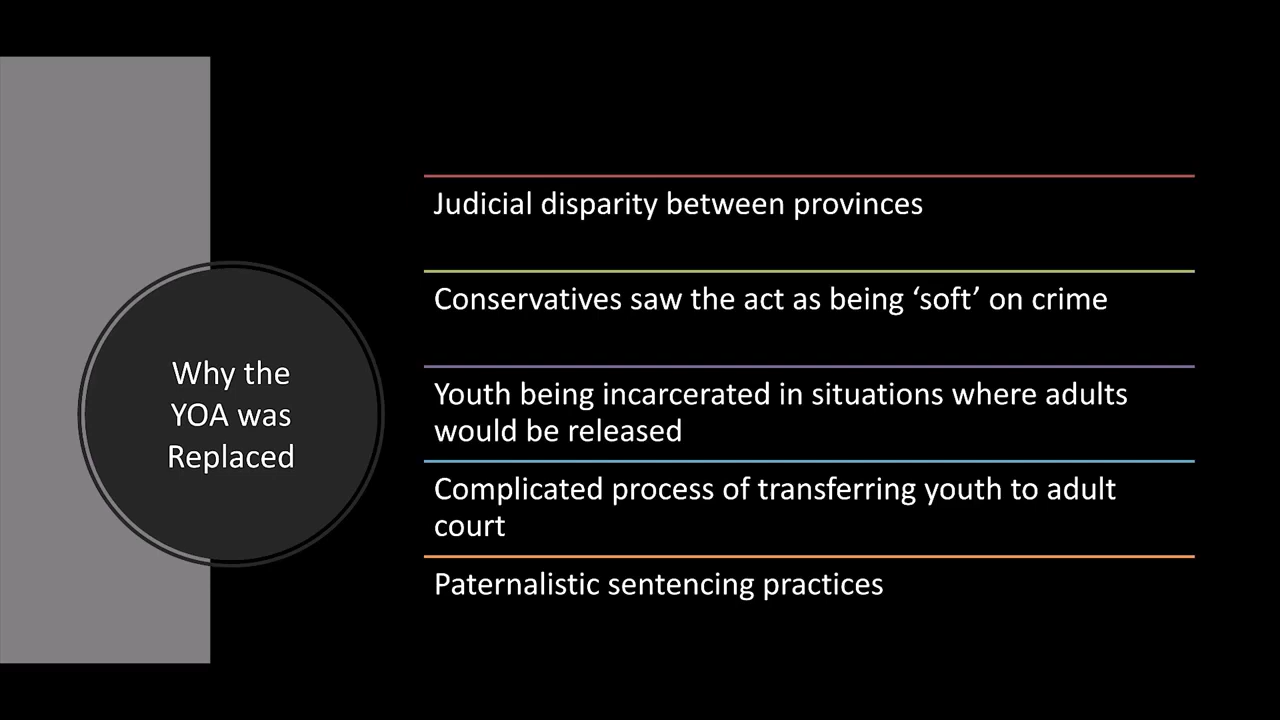 Why the
YOA was
Replaced
Judicial disparity between provinces
Conservatives saw the act as being ‘soft’ on crime
Youth being incarcerated in situations where adults
would be released
Complicated process of transferring youth to adult
court
Paternalistic sentencing practices